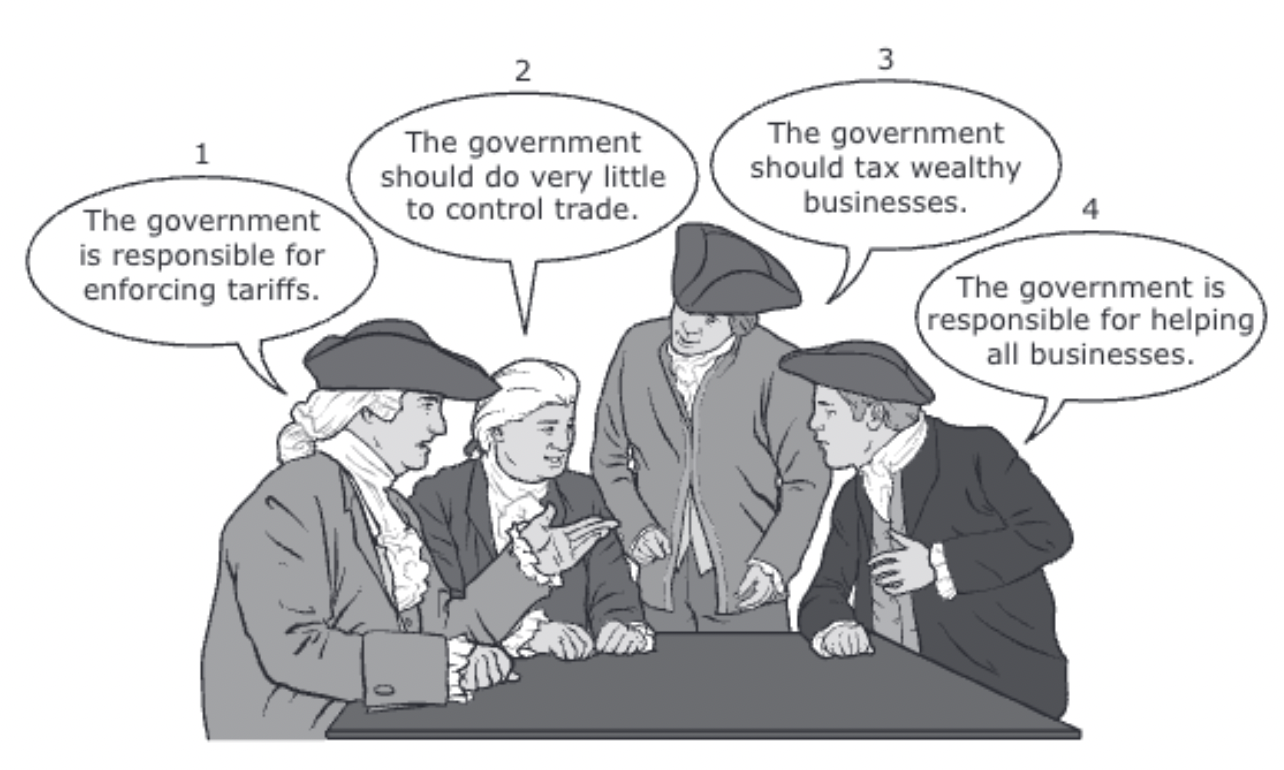 1
The government
is responsible for
enforcing tariffs.
2
The government
should do very little
to control trade.
3
The government
should tax wealthy
businesses.
4
The government is
responsible for helping
all businesses.